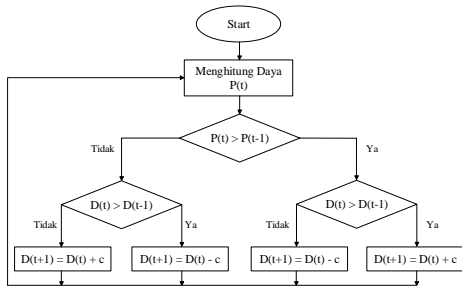 Start
Menghitung Daya
P(t)
P(t) > P(t-1)
Tidak
Ya
D(t) > D(t-1)
D(t) > D(t-1)
Tidak
Ya
Tidak
Ya
D(t+1) = D(t) + c
D(t+1) = D(t) - c
D(t+1) = D(t) - c
D(t+1) = D(t) + c